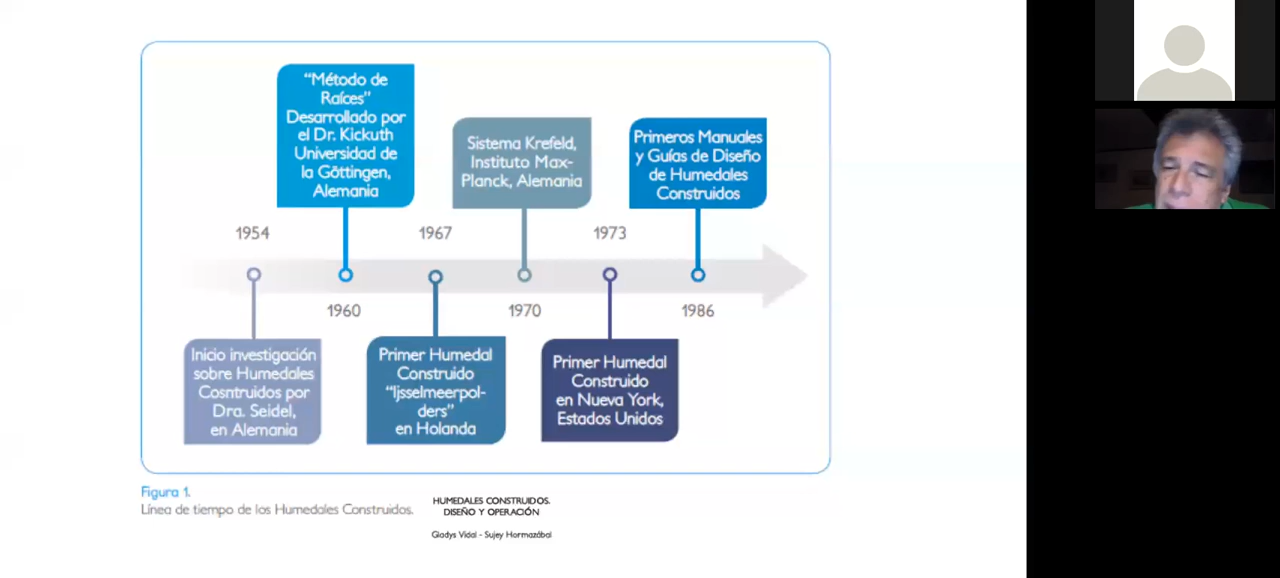 “Método de
Raíces”
Desarrollado por
el Dr. Kickuth
Universidad de
la Göttingen,
Alemania
Sistema Krefeld,
Instituto Max-
Planck, Alemania
Primeros Manuales
y Guías de Diseño
de Humedales
Construidos
1954
1967
1973
1960
1970
1986
Inicio investigación
sobre Humedales
Cosntruidos por
Dra. Seidel,
en Alemania
Primer Humedal
Construido
“Ijsselmeerpol-
ders”
en Holanda
Primer Humedal
Construido
en Nueva York,
Estados Unidos
Figura 1.
Línea de tiempo de los Humedales Construidos.
HUMEDALES CONSTRUIDOS.
DISEÑO Y OPERACIÓN
Gladys Vidal - Sujey Hormazábal